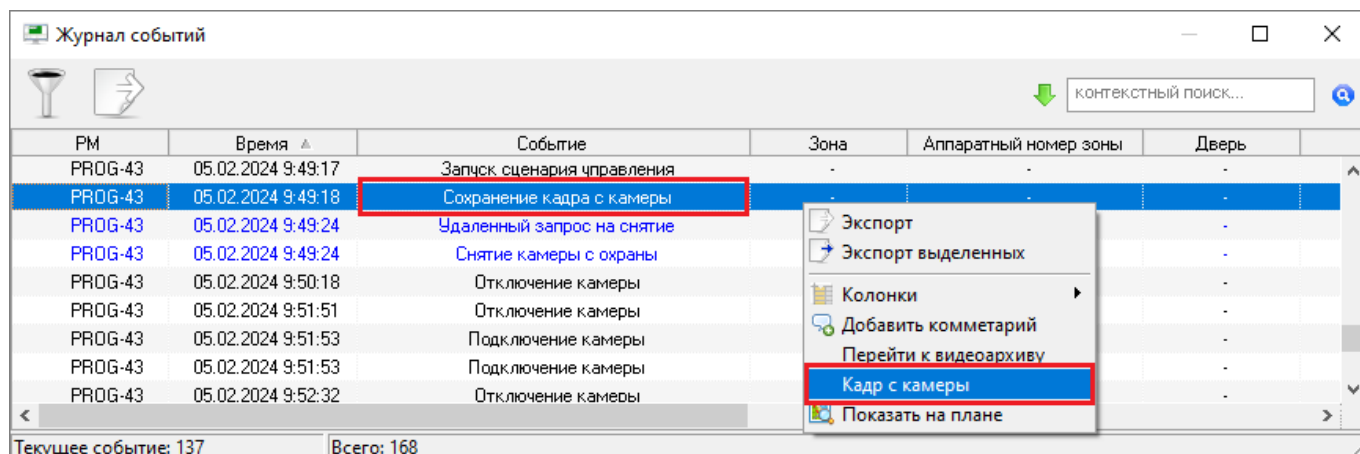 Журнал событий
контекстный поиск...
РМ Время Событие Зона Аппаратный номер зоны Дверь
PROG-43 05.02.2024 9:49:17 Запуск сценария управления - - -
PROG-43 05.02.2024 9:49:18 Сохранение кадра с камеры - - -
PROG-43 05.02.2024 9:49:24 Удаленный запрос на снятие -
PROG-43 05.02.2024 9:49:24 Снятие камеры с охраны -
PROG-43 05.02.2024 9:50:18 Отключение камеры -
PROG-43 05.02.2024 9:51:51 Отключение камеры -
PROG-43 05.02.2024 9:51:53 Подключение камеры -
PROG-43 05.02.2024 9:51:53 Подключение камеры -
PROG-43 05.02.2024 9:52:32 Отключение камеры -
Экспорт
Экспорт выделенных
Колонки
Добавить комметарий
Перейти к видеоархиву
Кадр с камеры
Показать на плане
Текущее событие: 137 Всего: 168